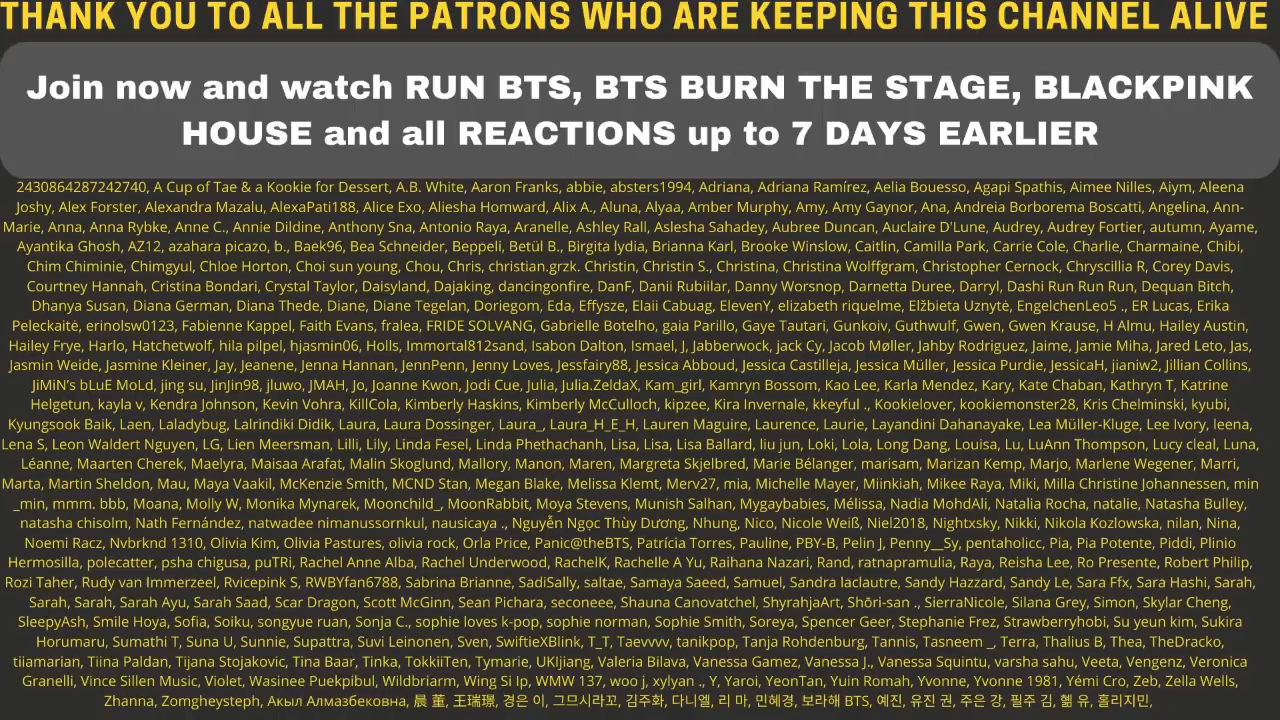 THANK YOU TO ALL THE PATRONS WHO ARE KEEPING THIS CHANNEL ALIVE
Join now and watch RUN BTS, BTS BURN THE STAGE, BLACKPINK
HOUSE and all REACTIONS up to 7 DAYS EARLIER
2430864287242740, A Cup of Tae & a Kookie for Dessert, A.B. White, Aaron Franks, abbie, absters1994, Adriana, Adriana Ramírez, Aelia Bouesso, Agapi Spathis, Aimee Nilles, Aiym, Aleena
Joshy, Alex Forster, Alexandra Mazalu, AlexaPati188, Alice Exo, Aliesha Homward, Alix A., Aluna, Alyaa, Amber Murphy, Amy, Amy Gaynor, Ana, Andreia Borborema Boscatti, Angelina, Ann-
Marie, Anna, Anna Rybke, Anne C., Annie Dildine, Anthony Sna, Antonio Raya, Aranelle, Ashley Rall, Aslesha Sahadey, Aubree Duncan, Auclaire D'Lune, Audrey, Audrey Fortier, autumn, Ayame,
Ayantika Ghosh, AZ12, azahara picazo, b., Baek96, Bea Schneider, Beppeli, Betül B., Birgita lydia, Brianna Karl, Brooke Winslow, Caitlin, Camilla Park, Carrie Cole, Charlie, Charmaine, Chibi,
Chim Chiminie, Chimgyul, Chloe Horton, Choi sun young, Chou, Chris, christian.grzk. Christin, Christin S., Christina, Christina Wolffgram, Christopher Cernock, Chryscillia R, Corey Davis,
Courtney Hannah, Cristina Bondari, Crystal Taylor, Daisyland, Dajaking, dancingonfire, DanF, Danii Rubiilar, Danny Worsnop, Darnetta Duree, Darryl, Dashi Run Run Run, Dequan Bitch,
Dhanya Susan, Diana German, Diana Thede, Diane, Diane Tegelan, Doriegom, Eda, Effysze, Elaii Cabuag, ElevenY, elizabeth riquelme, Elžbieta Uznytė, EngelchenLeo5 ., ER Lucas, Erika
Peleckaitė, erinolsw0123, Fabienne Kappel, Faith Evans, fralea, FRIDE SOLVANG, Gabrielle Botelho, gaia Parillo, Gaye Tautari, Gunkoiv, Guthwulf, Gwen, Gwen Krause, H Almu, Hailey Austin,
Hailey Frye, Harlo, Hatchetwolf, hila pilpel, hjasmin06, Holls, Immortal812sand, Isabon Dalton, Ismael, J, Jabberwock, jack Cy, Jacob Møller, Jahby Rodriguez, Jaime, Jamie Miha, Jared Leto, Jas,
Jasmin Weide, Jasmine Kleiner, Jay, Jeanene, Jenna Hannan, JennPenn, Jenny Loves, Jessfairy88, Jessica Abboud, Jessica Castilleja, Jessica Müller, Jessica Purdie, JessicaH, jianiw2, Jillian Collins,
JiMiN's bLuE MoLd, jing su, JinJin98, jluwo, JMAH, Jo, Joanne Kwon, Jodi Cue, Julia, Julia.ZeldaX, Kam_girl, Kamryn Bossom, Kao Lee, Karla Mendez, Kary, Kate Chaban, Kathryn T, Katrine
Helgetun, kayla v, Kendra Johnson, Kevin Vohra, KillCola, Kimberly Haskins, Kimberly McCulloch, kipzee, Kira Invernale, kkeyful ., Kookielover, kookiemonster28, Kris Chelminski, kyubi,
Kyungsook Baik, Laen, Laladybug, Lalrindiki Didik, Laura, Laura Dossinger, Laura_, Laura_H_E_H, Lauren Maguire, Laurence, Laurie, Layandini Dahanayake, Lea Müller-Kluge, Lee Ivory, leena,
Lena S, Leon Waldert Nguyen, LG, Lien Meersman, Lilli, Lily, Linda Fesel, Linda Phethachanh, Lisa, Lisa, Lisa Ballard, liu jun, Loki, Lola, Long Dang, Louisa, Lu, LuAnn Thompson, Lucy cleal, Luna,
Léanne, Maarten Cherek, Maelyra, Maisaa Arafat, Malin Skoglund, Mallory, Manon, Maren, Margreta Skjelbred, Marie Bélanger, marisam, Marizan Kemp, Marjo, Marlene Wegener, Marri,
Marta, Martin Sheldon, Mau, Maya Vaakil, McKenzie Smith, MCND Stan, Megan Blake, Melissa Klemt, Merv27, mia, Michelle Mayer, Miinkiah, Mikee Raya, Miki, Milla Christine Johannessen, min
_min, mmm. bbb, Moana, Molly W, Monika Mynarek, Moonchild_, MoonRabbit, Moya Stevens, Munish Salhan, Mygaybabies, Mélissa, Nadia MohdAli, Natalia Rocha, natalie, Natasha Bulley,
natasha chisolm, Nath Fernández, natwadee nimanussornkul, nausicaya ., Nguyễn Ngọc Thùy Dương, Nhung, Nico, Nicole Weiß, Niel2018, Nightxsky, Nikki, Nikola Kozlowska, nilan, Nina,
Noemi Racz, Nvbrknd 1310, Olivia Kim, Olivia Pastures, olivia rock, Orla Price, Panic@theBTS, Patrícia Torres, Pauline, PBY-B, Pelin J, Penny__Sy, pentaholicc, Pia, Pia Potente, Piddi, Plinio
Hermosilla, polecatter, psha chigusa, puTRi, Rachel Anne Alba, Rachel Underwood, RachelK, Rachelle A Yu, Raihana Nazari, Rand, ratnapramulia, Raya, Reisha Lee, Ro Presente, Robert Philip,
Rozi Taher, Rudy van Immerzeel, Rvicepink S, RWBYfan6788, Sabrina Brianne, SadiSally, saltae, Samaya Saeed, Samuel, Sandra laclautre, Sandy Hazzard, Sandy Le, Sara Ffx, Sara Hashi, Sarah,
Sarah, Sarah, Sarah Ayu, Sarah Saad, Scar Dragon, Scott McGinn, Sean Pichara, seconeee, Shauna Canovatchel, ShyrahjaArt, Shōri-san ., SierraNicole, Silana Grey, Simon, Skylar Cheng,
SleepyAsh, Smile Hoya, Sofia, Soiku, songyue ruan, Sonja C., sophie loves k-pop, sophie norman, Sophie Smith, Soreya, Spencer Geer, Stephanie Frez, Strawberryhobi, Su yeun kim, Sukira
Horumaru, Sumathi T, Suna U, Sunnie, Supattra, Suvi Leinonen, Sven, SwiftieXBlink, T_T, Taevvvv, tanikpop, Tanja Rohdenburg, Tannis, Tasneem _, Terra, Thalius B, Thea, TheDracko,
tiiamarian, Tiina Paldan, Tijana Stojakovic, Tina Baar, Tinka, TokkiiTen, Tymarie, UKIjiang, Valeria Bilava, Vanessa Gamez, Vanessa J., Vanessa Squintu, varsha sahu, Veeta, Vengenz, Veronica
Granelli, Vince Sillen Music, Violet, Wasinee Puekpibul, Wildbriarm, Wing Si Ip, WMW 137, woo j, xylyan ., Y, Yaroi, YeonTan, Yuin Romah, Yvonne, Yvonne 1981, Yémi Cro, Zeb, Zella Wells,
Zhanna, Zomgheysteph, Акыл Алмазбековна, 晨 董, 王瑞璟, 경은 이, 그므시라꼬, 김주화, 다니엘, 리 마, 민혜경, 보라해 BTS, 예진, 유진 권, 주은 강, 필주 김, 혦 유, 홀리지민,